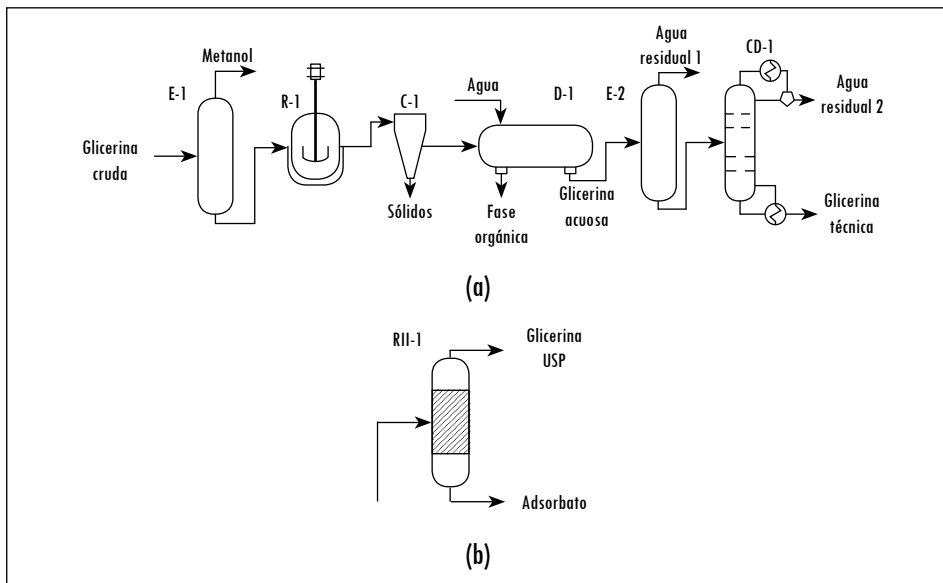 Metanol
E-1
R-1
C-1
Agua
D-1
E-2
Agua
residual 1
CD-1
Agua
residual 2
Glicerina
cruda
Sólidos
Fase
orgánica
Glicerina
acuosa
Glicerina
técnica
(a)
RII-1
Glicerina
USP
Adsorbato
(b)